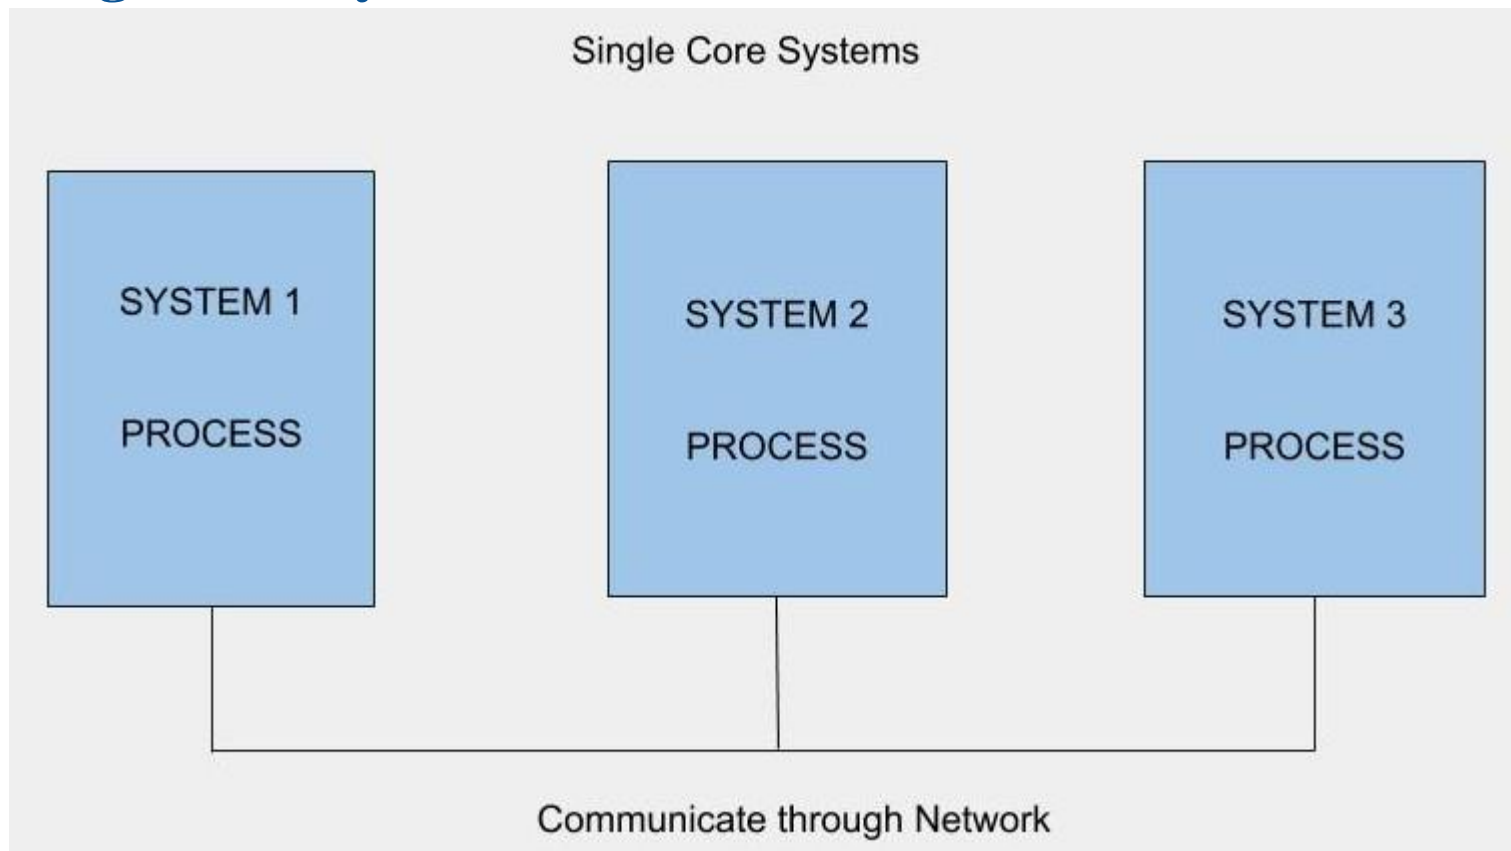 Single Core Systems
SYSTEM 1
PROCESS
SYSTEM 2
PROCESS
SYSTEM 3
PROCESS
Communicate through Network